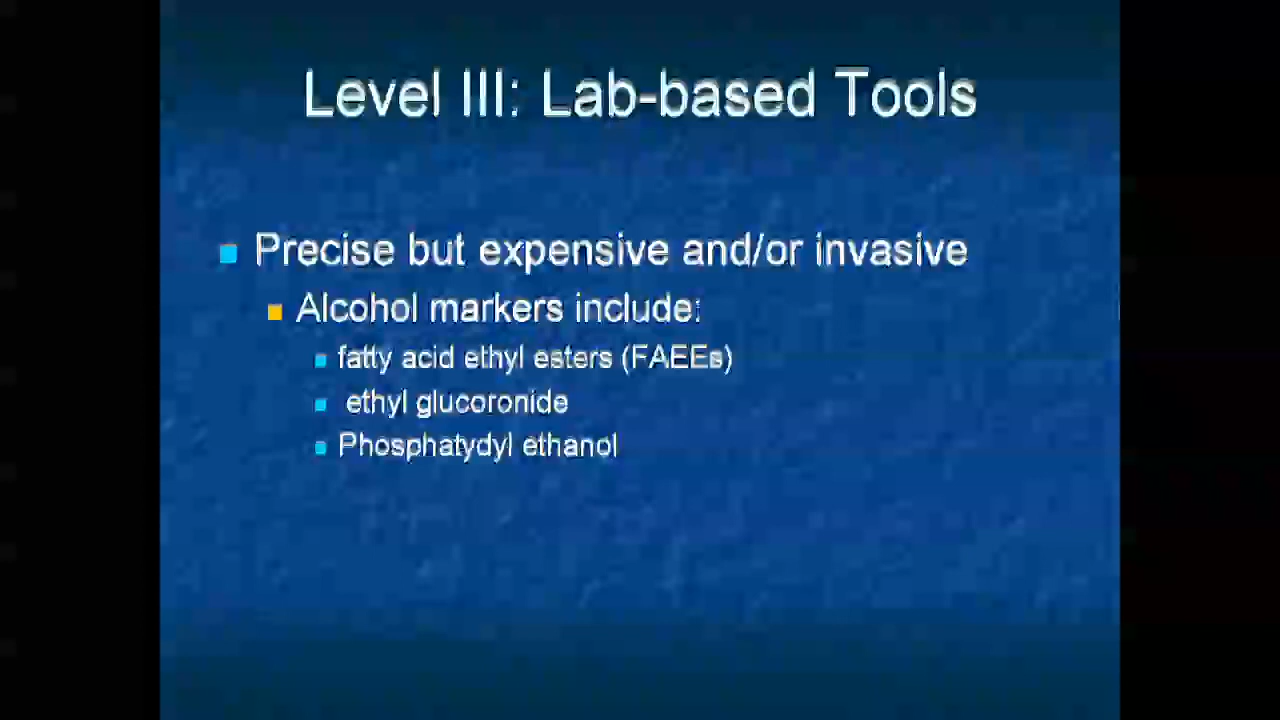 Level III: Lab-based Tools
Precise but expensive and/or invasive
Alcohol markers include:
fatty acid ethyl esters (FAEEs)
ethyl glucoronide
Phosphatydyl ethanol